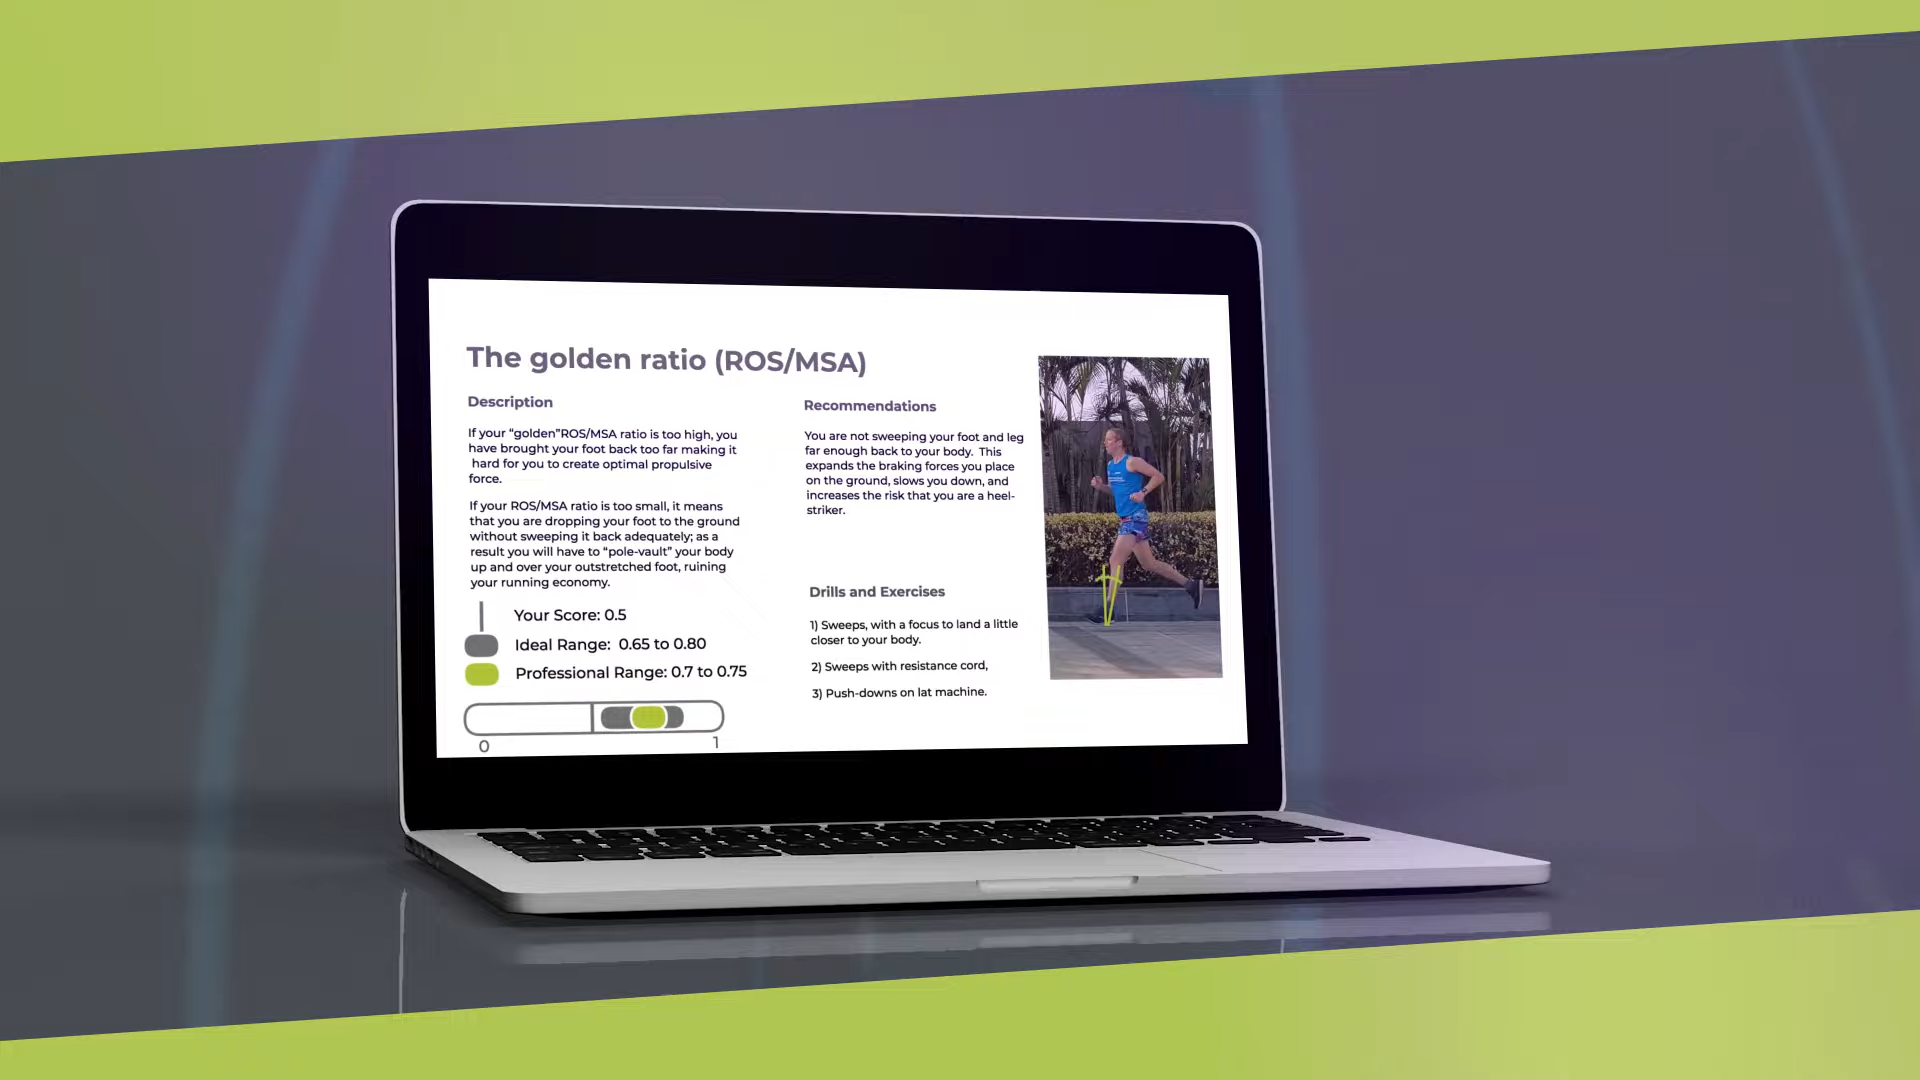 The golden ratio (ROS/MSA)
Description
If your “golden”ROS/MSA ratio is too high, you
have brought your foot back too far making it
hard for you to create optimal propulsive
force.
If your ROS/MSA ratio is too small, it means
that you are dropping your foot to the ground
without sweeping it back adequately; as a
result you will have to “pole-vault” your body
up and over your outstretched foot, ruining
your running economy.
Your Score: 0.5
Ideal Range: 0.65 to 0.80
Professional Range: 0.7 to 0.75
0 1
Recommendations
You are not sweeping your foot and leg
far enough back to your body. This
expands the braking forces you place
on the ground, slows you down, and
increases the risk that you are a heel-
striker.
Drills and Exercises
1) Sweeps, with a focus to land a little
closer to your body.
2) Sweeps with resistance cord,
3) Push-downs on lat machine.